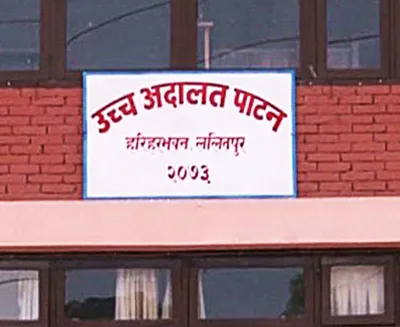 उच्च अदालत पाटन
हरिहरभवन, ललितपुर
२०७३